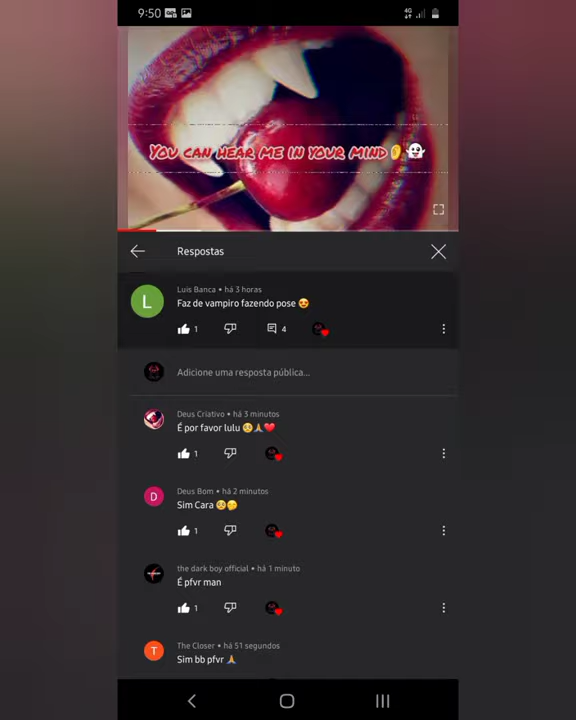 9:50
4G
YOU CAN HEAR ME IN YOUR MIND👂👻
Respostas
Luis Banca • há 3 horas
Faz de vampiro fazendo pose 😍
1 4
L
Adicione uma resposta pública...
Deus Criativo • há 3 minutos
É por favor lulu 🥺🙏❤️
1
D
Deus Bom • há 2 minutos
Sim Cara 🥺🤭
1
the dark boy official • há 1 minuto
É pfvr man
1
T
The Closer • há 51 segundos
Sim bb pfvr 🙏